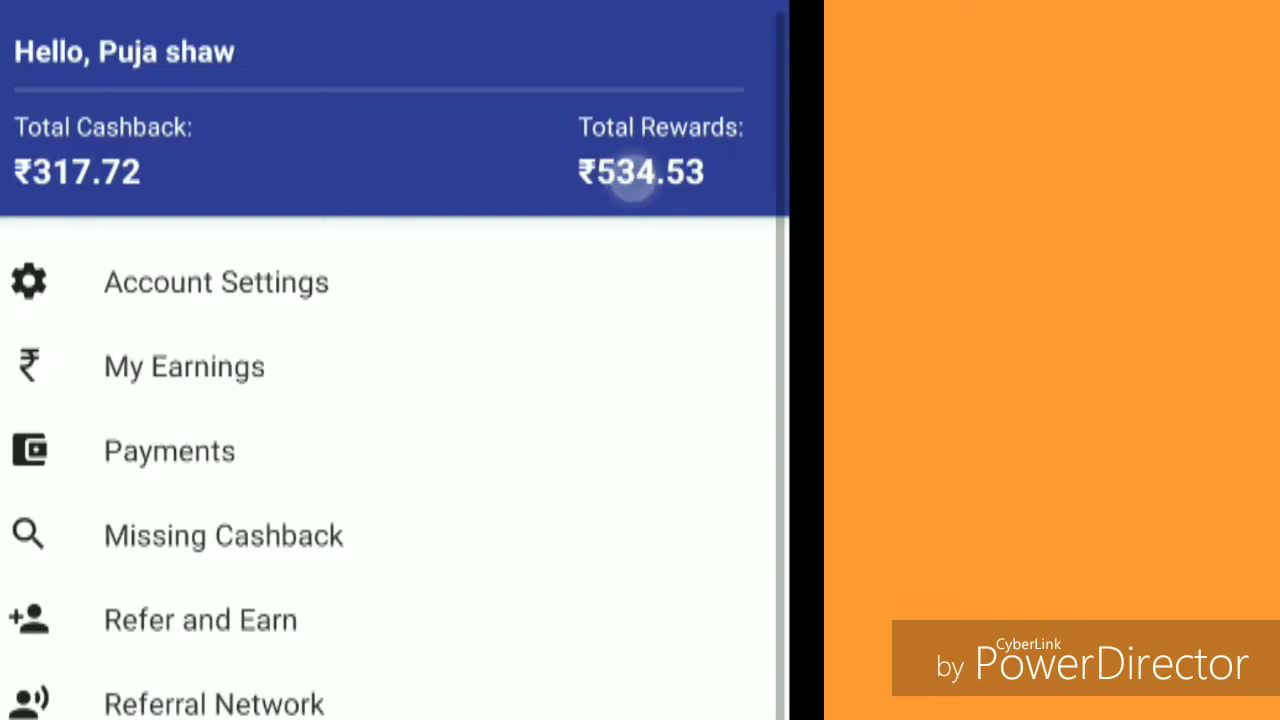 Hello, Puja shaw
Total Cashback: Total Rewards:
₹317.72 ₹534.53
Account Settings
My Earnings
Payments
Missing Cashback
Refer and Earn
Referral Network
CyberLink
by PowerDirector